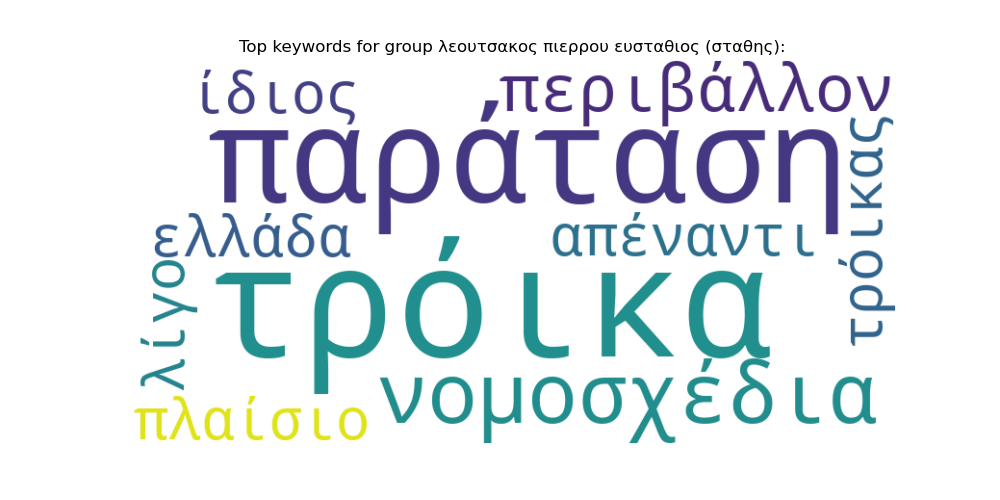 Top keywords for group λεουτσακος πιερρου ευσταθιος (σταθης):
ίδιος
περιβάλλον
παράταση
τρόικας
ελλάδα
απέναντι
λίγο
τρόικα
νομοσχέδια
πλαίσιο